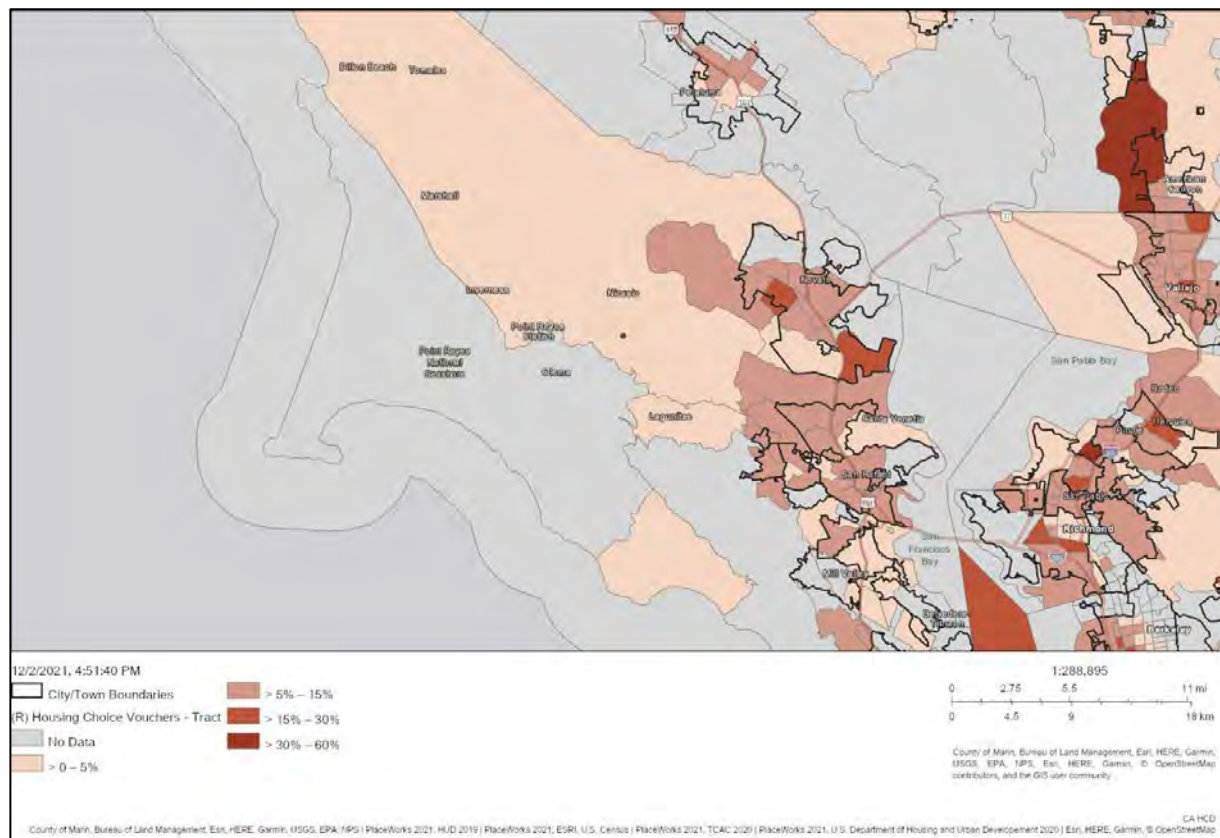 Dillon Beach
Tomales
Petaluma
101
American
Canyon
Marshall
37
Novato
Vallejo
Inverness
Nicasio
Point Reyes
Station
Point Reyes
National
Seashore
Olema
San Pablo Bay
Rodeo
Lagunitas
Santa Venetia
Hercules
Pinole
San Rafael
San Pablo
101
Richmond
San
Francisco
Bay
Mill Valley
Belvedere
Tiburon
Berkeley
12/2/2021, 4:51:40 PM
City/Town Boundaries
(R) Housing Choice Vouchers - Tract
No Data
> 0 – 5%
> 5% – 15%
> 15% – 30%
> 30% – 60%
1:288,895
0 2.75 5.5 11 mi
0 4.5 9 18 km
County of Marin, Bureau of Land Management, Esri, HERE, Garmin,
USGS, EPA, NPS, Esri, HERE, Garmin, © OpenStreetMap
contributors, and the GIS user community
CA HCD
County of Marin, Bureau of Land Management, Esri, HERE, Garmin, USGS, EPA, NPS | PlaceWorks 2021, HUD 2019 | PlaceWorks 2021, ESRI, U.S. Census | PlaceWorks 2021, TCAC 2020 | PlaceWorks 2021, U.S. Department of Housing and Urban Development 2020 | Esri, HERE, Garmin, © OpenStreetMap